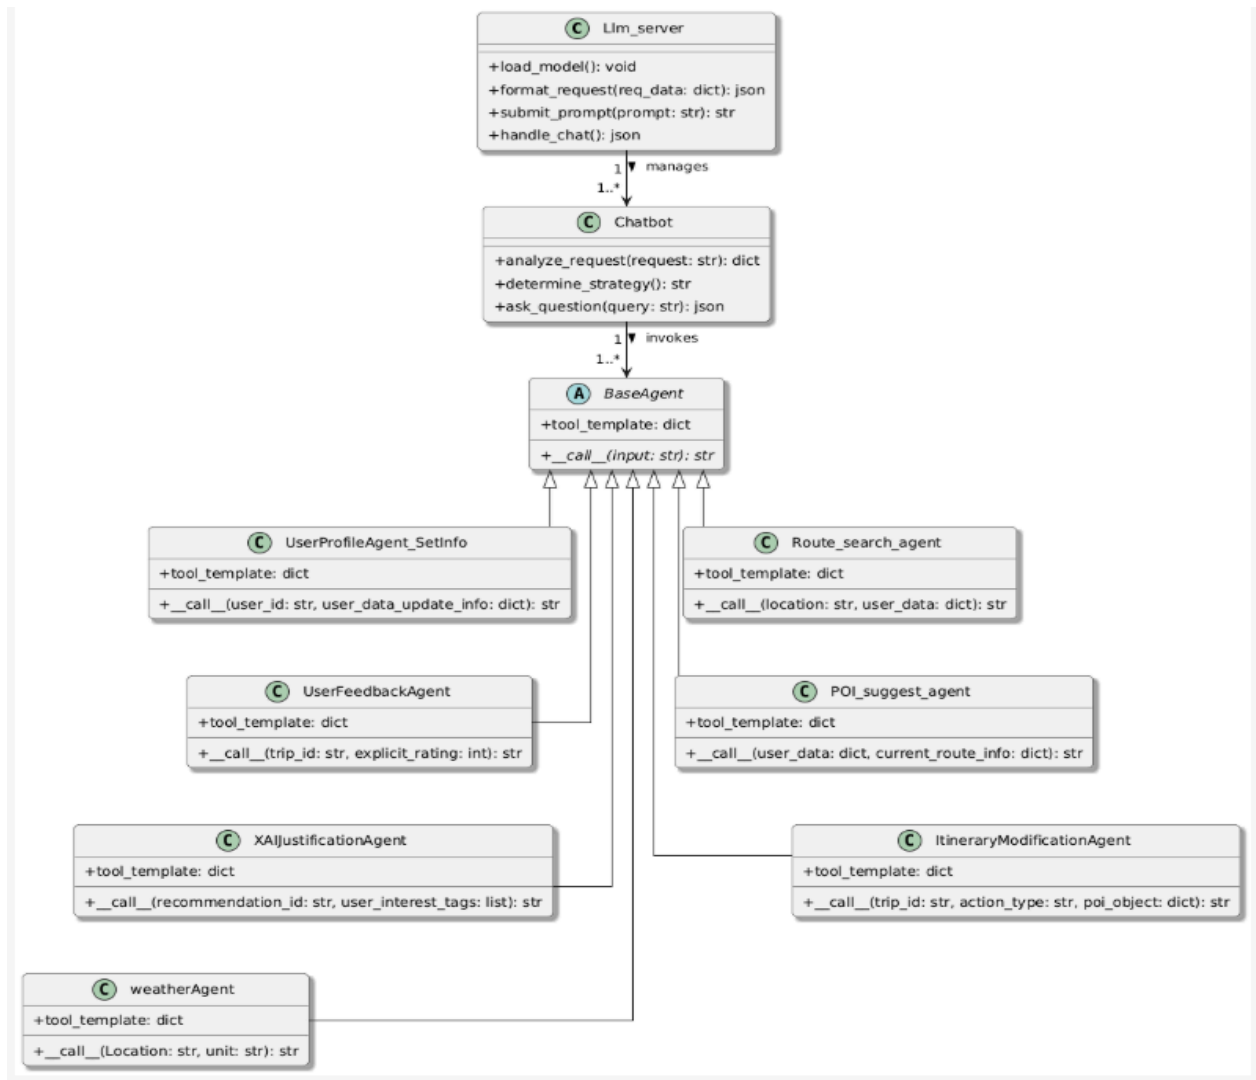 C Llm_server
+load_model(): void
+format_request(req_data: dict): json
+submit_prompt(prompt: str): str
+handle_chat(): json
1 manages
1..*
C Chatbot
+analyze_request(request: str): dict
+determine_strategy(): str
+ask_question(query: str): json
1 invokes
1..*
A BaseAgent
+tool_template: dict
+__call__(input: str): str
C UserProfileAgent_SetInfo
+tool_template: dict
+__call__(user_id: str, user_data_update_info: dict): str
C Route_search_agent
+tool_template: dict
+__call__(location: str, user_data: dict): str
C UserFeedbackAgent
+tool_template: dict
+__call__(trip_id: str, explicit_rating: int): str
C POI_suggest_agent
+tool_template: dict
+__call__(user_data: dict, current_route_info: dict): str
C XAIJustificationAgent
+tool_template: dict
+__call__(recommendation_id: str, user_interest_tags: list): str
C ItineraryModificationAgent
+tool_template: dict
+__call__(trip_id: str, action_type: str, poi_object: dict): str
C weatherAgent
+tool_template: dict
+__call__(Location: str, unit: str): str